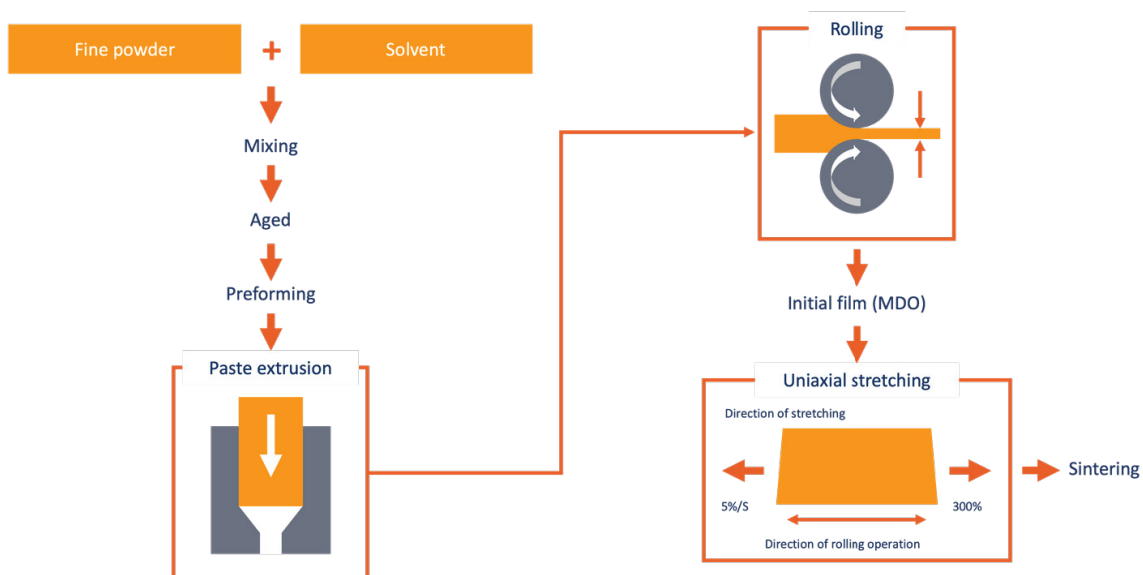 Fine powder
+
Solvent
Mixing
Aged
Preforming
Paste extrusion
Rolling
Initial film (MDO)
Uniaxial stretching
Direction of stretching
5%/S
300%
Direction of rolling operation
Sintering